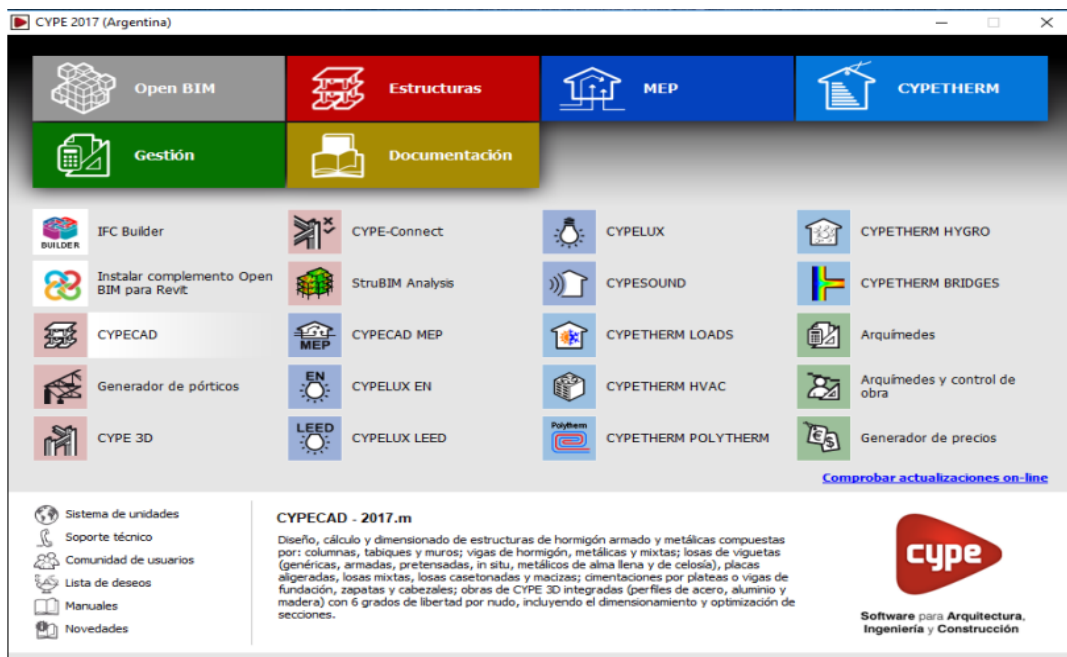 CYPE 2017 (Argentina)
Open BIM
Estructuras
MEP
CYPETHERM
Gestión
Documentación
BUILDER
IFC Builder
CYPE-Connect
CYPELUX
CYPETHERM HYGRO
Instalar complemento Open
BIM para Revit
StruBIM Analysis
CYPESOUND
CYPETHERM BRIDGES
CYPECAD
MEP
CYPECAD MEP
CYPETHERM LOADS
Arquímedes
Generador de pórticos
EN
CYPELUX EN
CYPETHERM HVAC
Arquímedes y control de
obra
CYPE 3D
LEED
CYPELUX LEED
Polytherm
CYPETHERM POLYTHERM
Generador de precios
Comprobar actualizaciones on-line
Sistema de unidades
Soporte técnico
Comunidad de usuarios
Lista de deseos
Manuales
Novedades
CYPECAD - 2017.m
Diseño, cálculo y dimensionado de estructuras de hormigón armado y metálicas compuestas
por: columnas, tabiques y muros; vigas de hormigón, metálicas y mixtas; losas de viguetas
(genéricas, armadas, pretensadas, in situ, metálicos de alma llena y de celosía), placas
aligeradas, losas mixtas, losas casetonadas y macizas; cimentaciones por plateas o vigas de
fundación, zapatas y cabezales; obras de CYPE 3D integradas (perfiles de acero, aluminio y
madera) con 6 grados de libertad por nudo, incluyendo el dimensionamiento y optimización de
secciones.
cype
Software para Arquitectura,
Ingeniería y Construcción